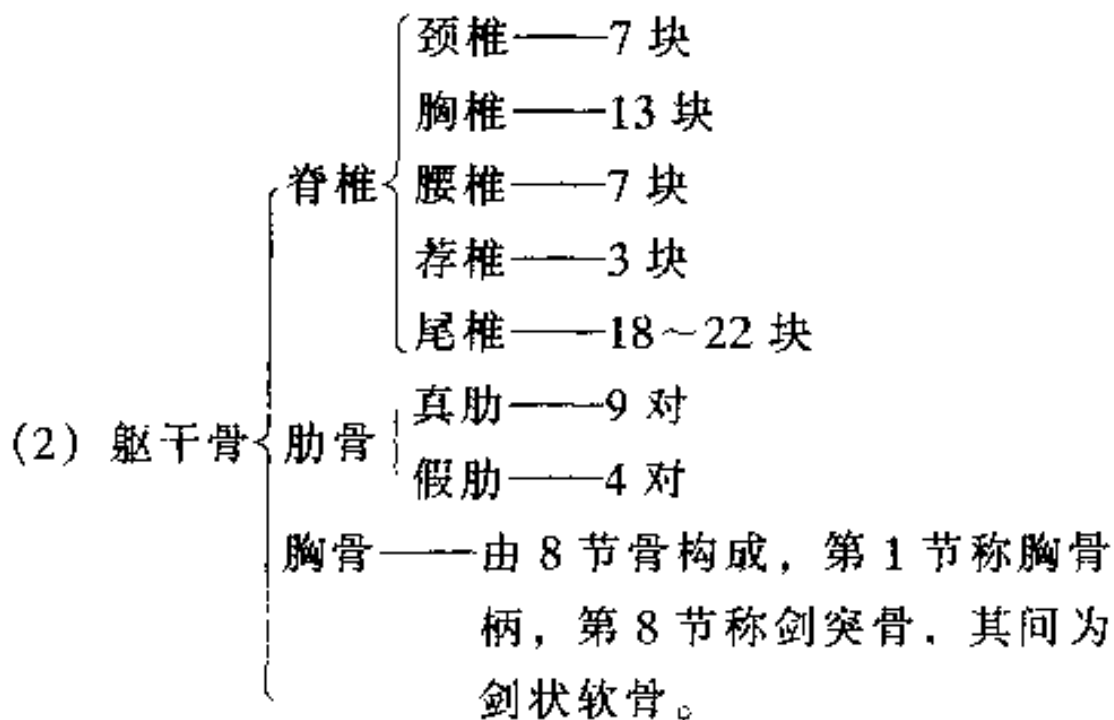 颈椎——7 块
胸椎——13 块
脊椎 腰椎——7 块
荐椎——3 块
尾椎——18～22 块
真肋——9 对
(2) 躯干骨 肋骨
假肋——4 对
胸骨——由 8 节骨构成，第 1 节称胸骨
柄，第 8 节称剑突骨．其问为
剑状软骨。